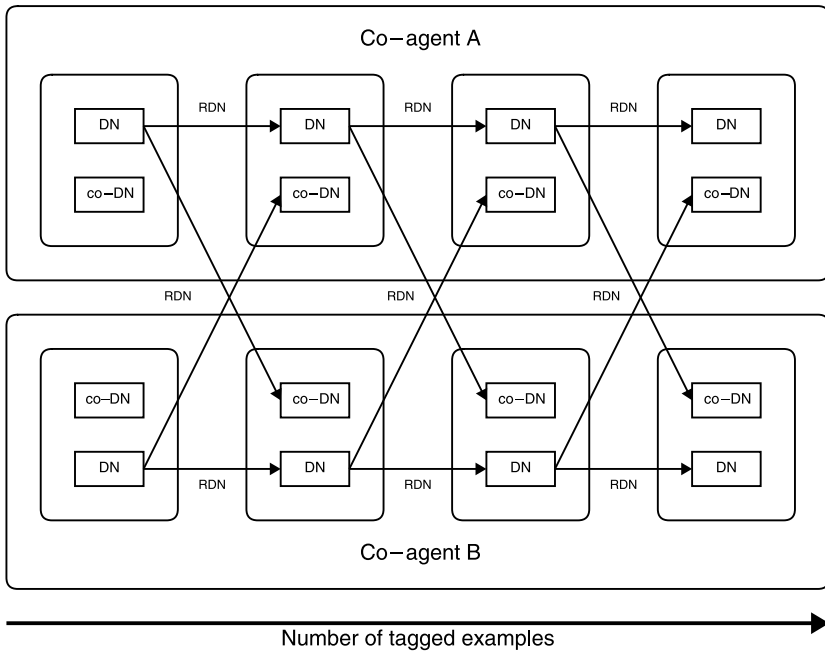 Co−agent A
RDN RDN RDN
DN DN DN DN
co−DN co−DN co−DN co−DN
RDN RDN RDN
co−DN co−DN co−DN co−DN
DN DN DN DN
RDN RDN RDN
Co−agent B
Number of tagged examples